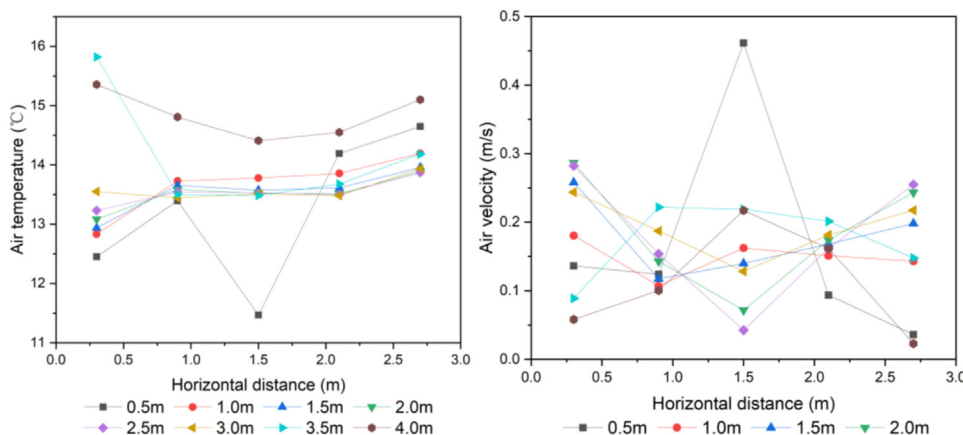 Air temperature (℃)
16
15
14
13
12
11
0.0 0.5 1.0 1.5 2.0 2.5 3.0
Horizontal distance (m)
0.5m 1.0m 1.5m 2.0m
2.5m 3.0m 3.5m 4.0m
Air velocity (m/s)
0.5
0.4
0.3
0.2
0.1
0.0
0.0 0.5 1.0 1.5 2.0 2.5 3.0
Horizontal distance (m)
0.5m 1.0m 1.5m 2.0m